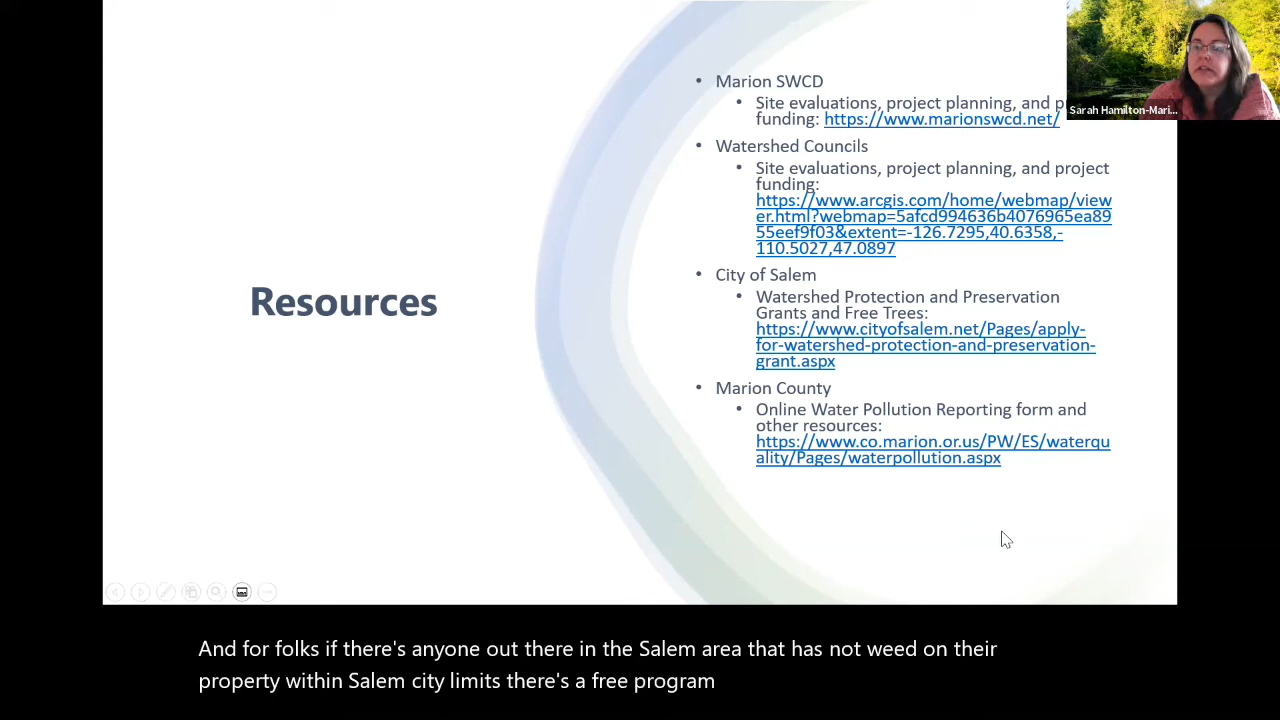 Resources
• Marion SWCD
• Site evaluations, project planning, and p
funding: https://www.marionswcd.net/
• Watershed Councils
• Site evaluations, project planning, and project
funding:
https://www.arcgis.com/home/webmap/view
er.html?webmap=5afcd994636b4076965ea89
55eef9f03&extent=-126.7295,40.6358,-
110.5027,47.0897
• City of Salem
• Watershed Protection and Preservation
Grants and Free Trees:
https://www.cityofsalem.net/Pages/apply-
for-watershed-protection-and-preservation-
grant.aspx
• Marion County
• Online Water Pollution Reporting form and
other resources:
https://www.co.marion.or.us/PW/ES/waterqu
ality/Pages/waterpollution.aspx
Sarah Hamilton-Mari...
And for folks if there's anyone out there in the Salem area that has not weed on their
property within Salem city limits there's a free program